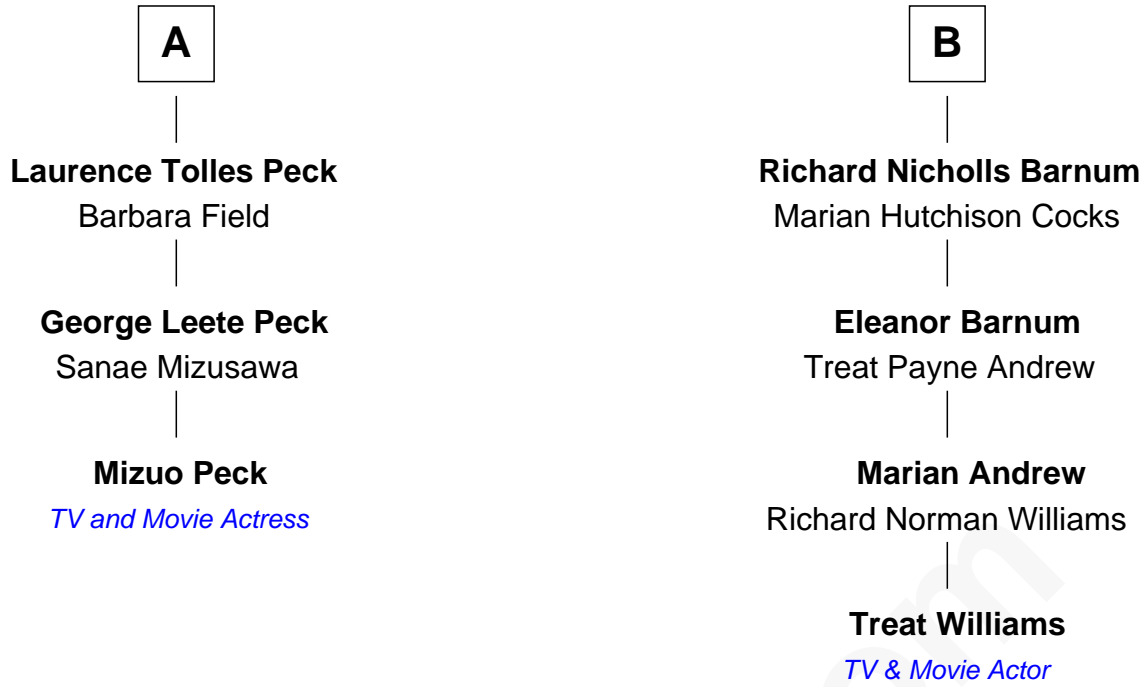 A
Laurence Tolles Peck
Barbara Field
George Leete Peck
Sanae Mizusawa
Mizuo Peck
TV and Movie Actress
B
Richard Nicholls Barnum
Marian Hutchison Cocks
Eleanor Barnum
Treat Payne Andrew
Marian Andrew
Richard Norman Williams
Treat Williams
TV & Movie Actor